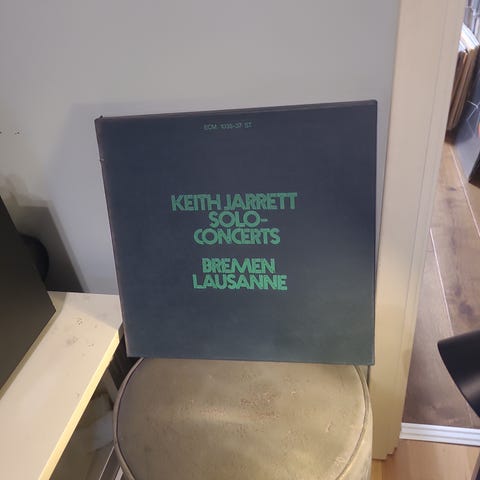 ECM 1035-37 ST
KEITH JARRETT
SOLO-
CONCERTS
BREMEN
LAUSANNE